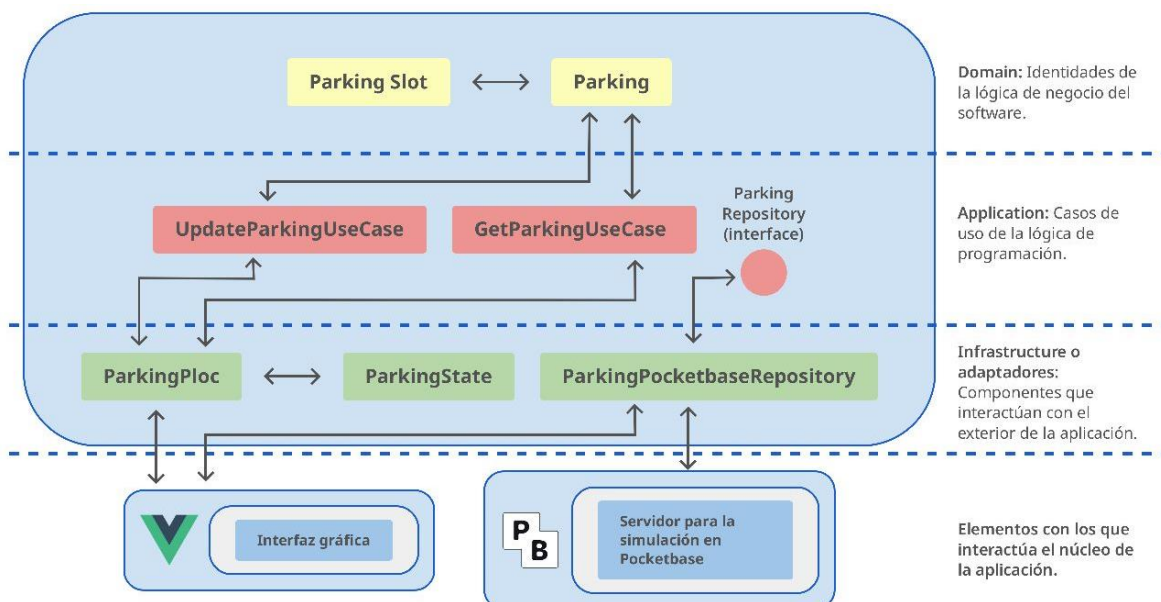 Parking Slot
Parking
Domain: Identidades de
la lógica de negocio del
software.
UpdateParkingUseCase
GetParkingUseCase
Parking
Repository
(interface)
Application: Casos de
uso de la lógica de
programación.
ParkingPloc
ParkingState
ParkingPocketbaseRepository
Infrastructure o
adaptadores:
Componentes que
interactúan con el
exterior de la aplicación.
Interfaz gráfica
P
B
Servidor para la
simulación en
Pocketbase
Elementos con los que
interactúa el núcleo de
la aplicación.